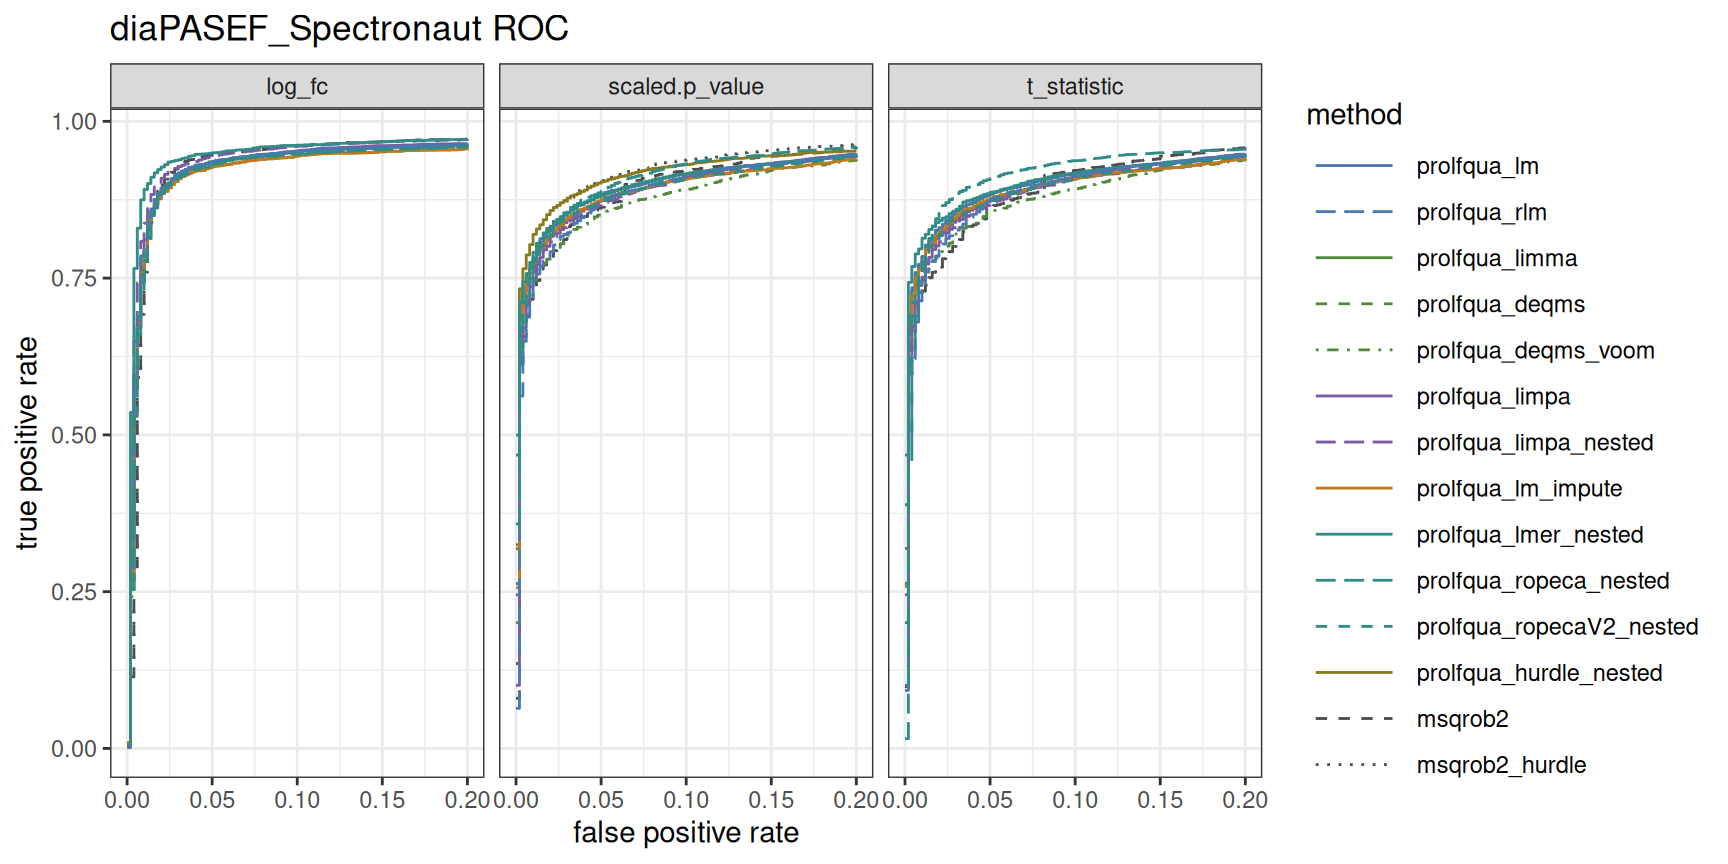 diaPASEF_Spectronaut ROC
log_fc
scaled.p_value
t_statistic
true positive rate
1.00
0.75
0.50
0.25
0.00
0.00 0.05 0.10 0.15 0.20
0.00 0.05 0.10 0.15 0.20
0.00 0.05 0.10 0.15 0.20
false positive rate
method
prolfqua_lm
prolfqua_rlm
prolfqua_limma
prolfqua_deqms
prolfqua_deqms_voom
prolfqua_limpa
prolfqua_limpa_nested
prolfqua_lm_impute
prolfqua_lmer_nested
prolfqua_ropeca_nested
prolfqua_ropecaV2_nested
prolfqua_hurdle_nested
msqrob2
msqrob2_hurdle